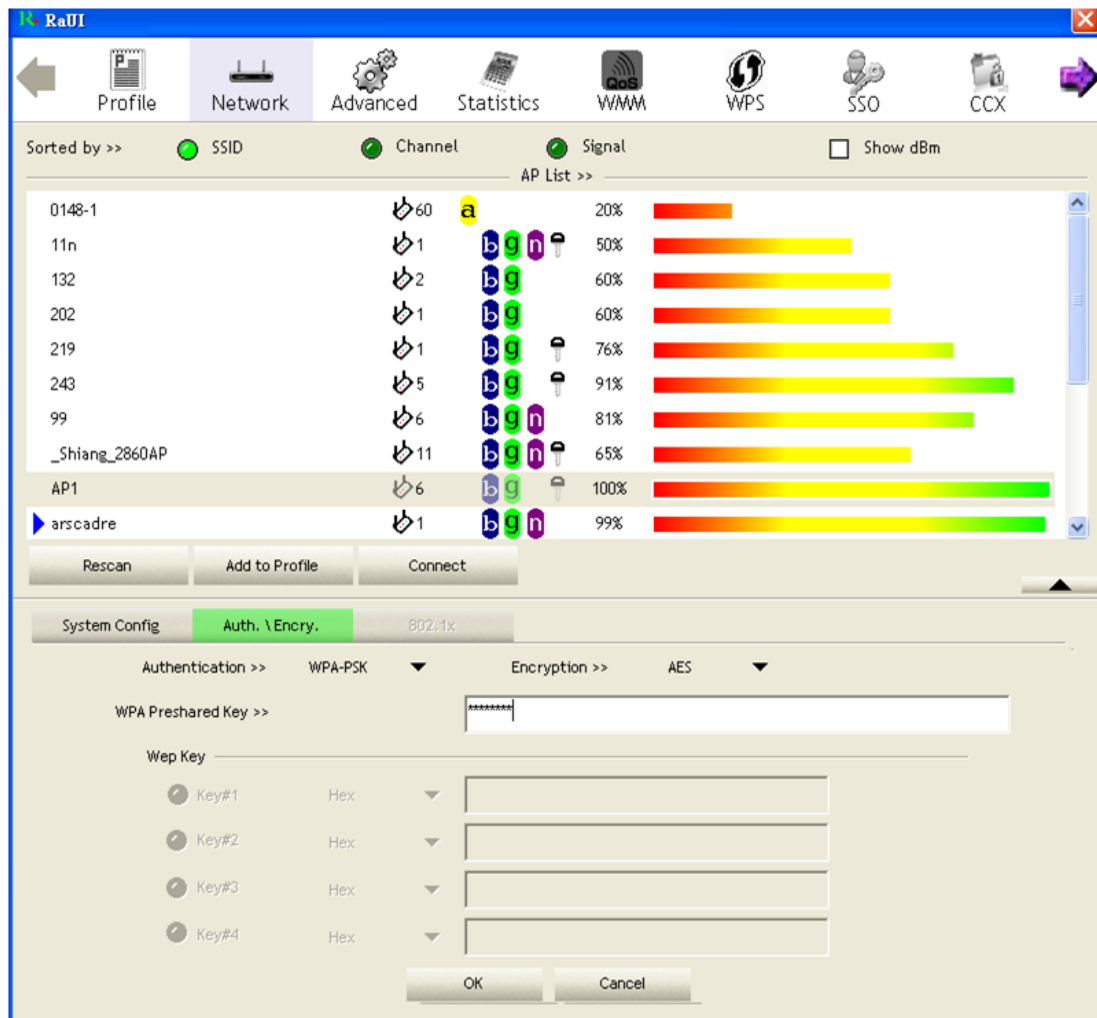 RaUI
Profile Network Advanced Statistics WMM WPS SSO CCX
QoS
Sorted by >> SSID Channel Signal Show dBm
AP List >>
0148-1 60 a 20%
11n 1 b g n 50%
132 2 b g 60%
202 1 b g 60%
219 1 b g 76%
243 5 b g 91%
99 6 b g n 81%
_Shiang_2860AP 11 b g n 65%
AP1 6 b g 100%
arscadre 1 b g n 99%
Rescan Add to Profile Connect
System Config Auth. \ Encry. 802.1x
Authentication >> WPA-PSK Encryption >> AES
WPA Preshared Key >> ********
Wep Key
Key#1 Hex
Key#2 Hex
Key#3 Hex
Key#4 Hex
OK Cancel